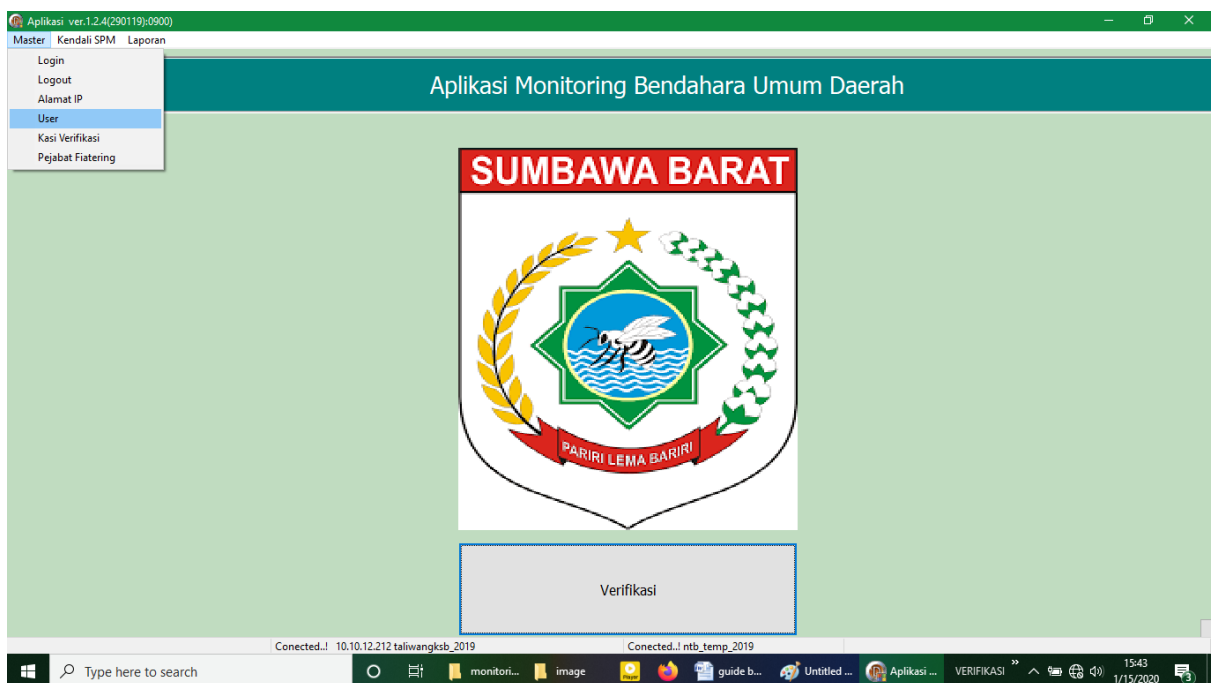 Aplikasi ver.1.2.4(290119):0900)
Master Kendali SPM Laporan
Login
Logout
Alamat IP
User
Kasi Verifikasi
Pejabat Fiatering
Aplikasi Monitoring Bendahara Umum Daerah
SUMBAWA BARAT
PARIRI LEMA BARIRI
Verifikasi
Conected..! 10.10.12.212 taliwangksb_2019 Conected..! ntb_temp_2019
Type here to search monitori... image Player guide b... Untitled ... Aplikasi ... VERIFIKASI 15:43
1/15/2020 3